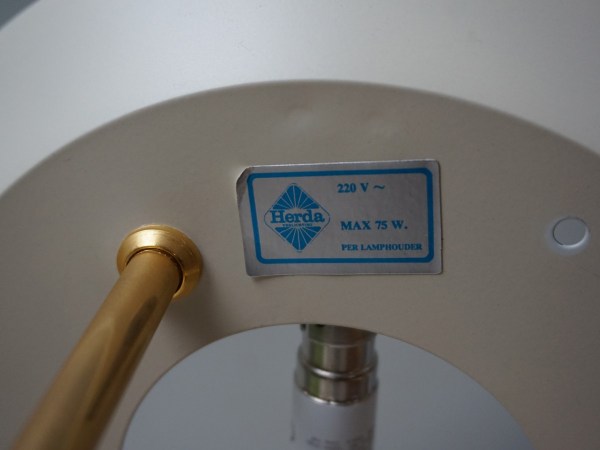 220 V ~
Herda
MAX 75 W.
PER LAMPHOUDER